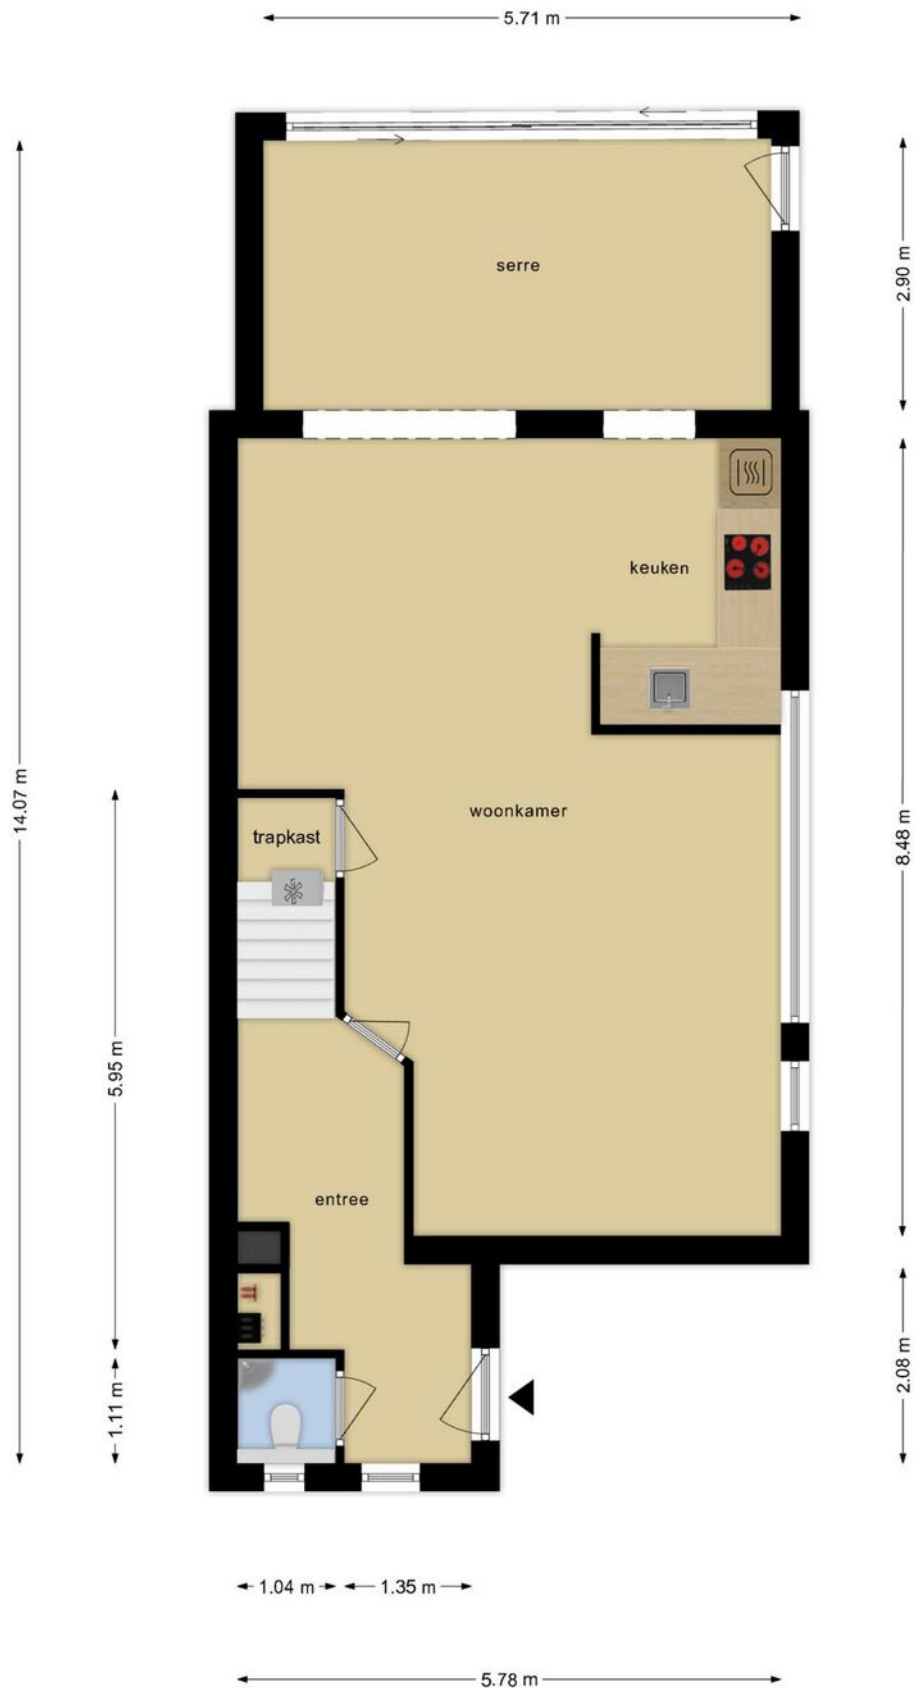 5.71 m
serre
2.90 m
keuken
14.07 m
woonkamer
8.48 m
trapkast
5.95 m
entree
2.08 m
1.11 m
1.04 m
1.35 m
5.78 m